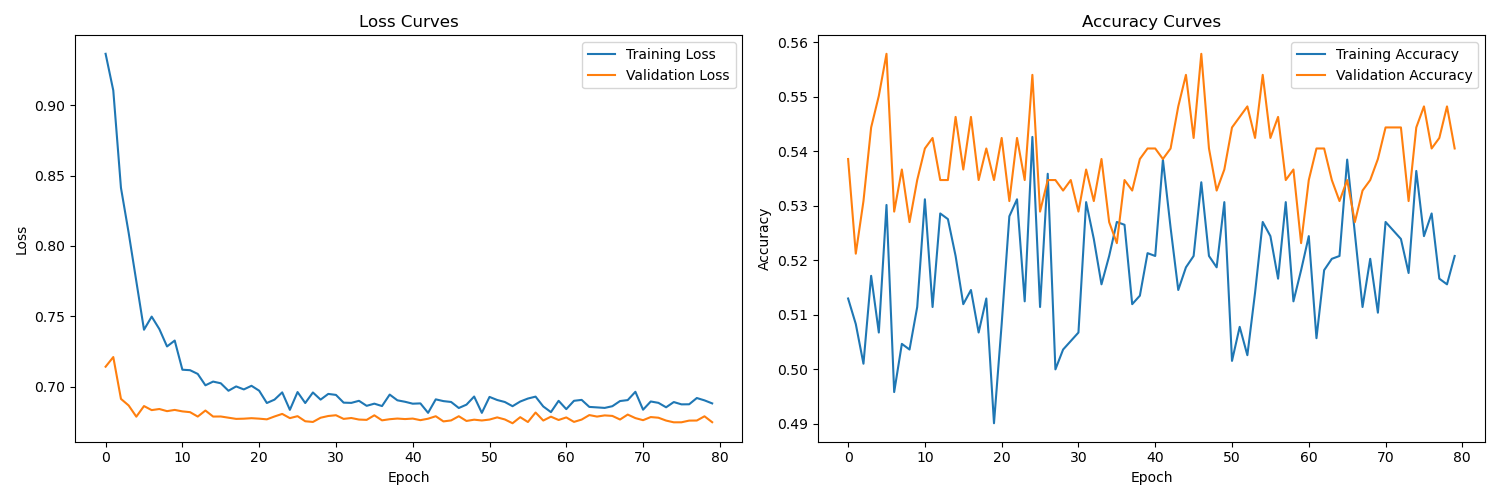 Loss Curves
Training Loss
Validation Loss
0.90
0.85
0.80
0.75
0.70
Loss
0 10 20 30 40 50 60 70 80
Epoch
Accuracy Curves
Training Accuracy
Validation Accuracy
0.56
0.55
0.54
0.53
0.52
0.51
0.50
0.49
Accuracy
0 10 20 30 40 50 60 70 80
Epoch